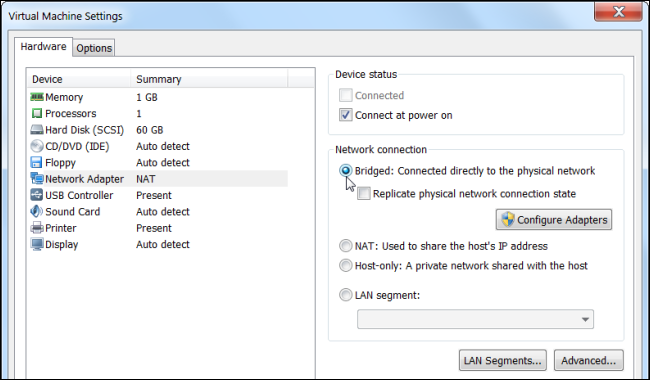 Virtual Machine Settings
Hardware
Options
Device Summary
Memory 1 GB
Processors 1
Hard Disk (SCSI) 60 GB
CD/DVD (IDE) Auto detect
Floppy Auto detect
Network Adapter NAT
USB Controller Present
Sound Card Auto detect
Printer Present
Display Auto detect
Device status
Connected
Connect at power on
Network connection
Bridged: Connected directly to the physical network
Replicate physical network connection state
Configure Adapters
NAT: Used to share the host's IP address
Host-only: A private network shared with the host
LAN segment:
LAN Segments...
Advanced...